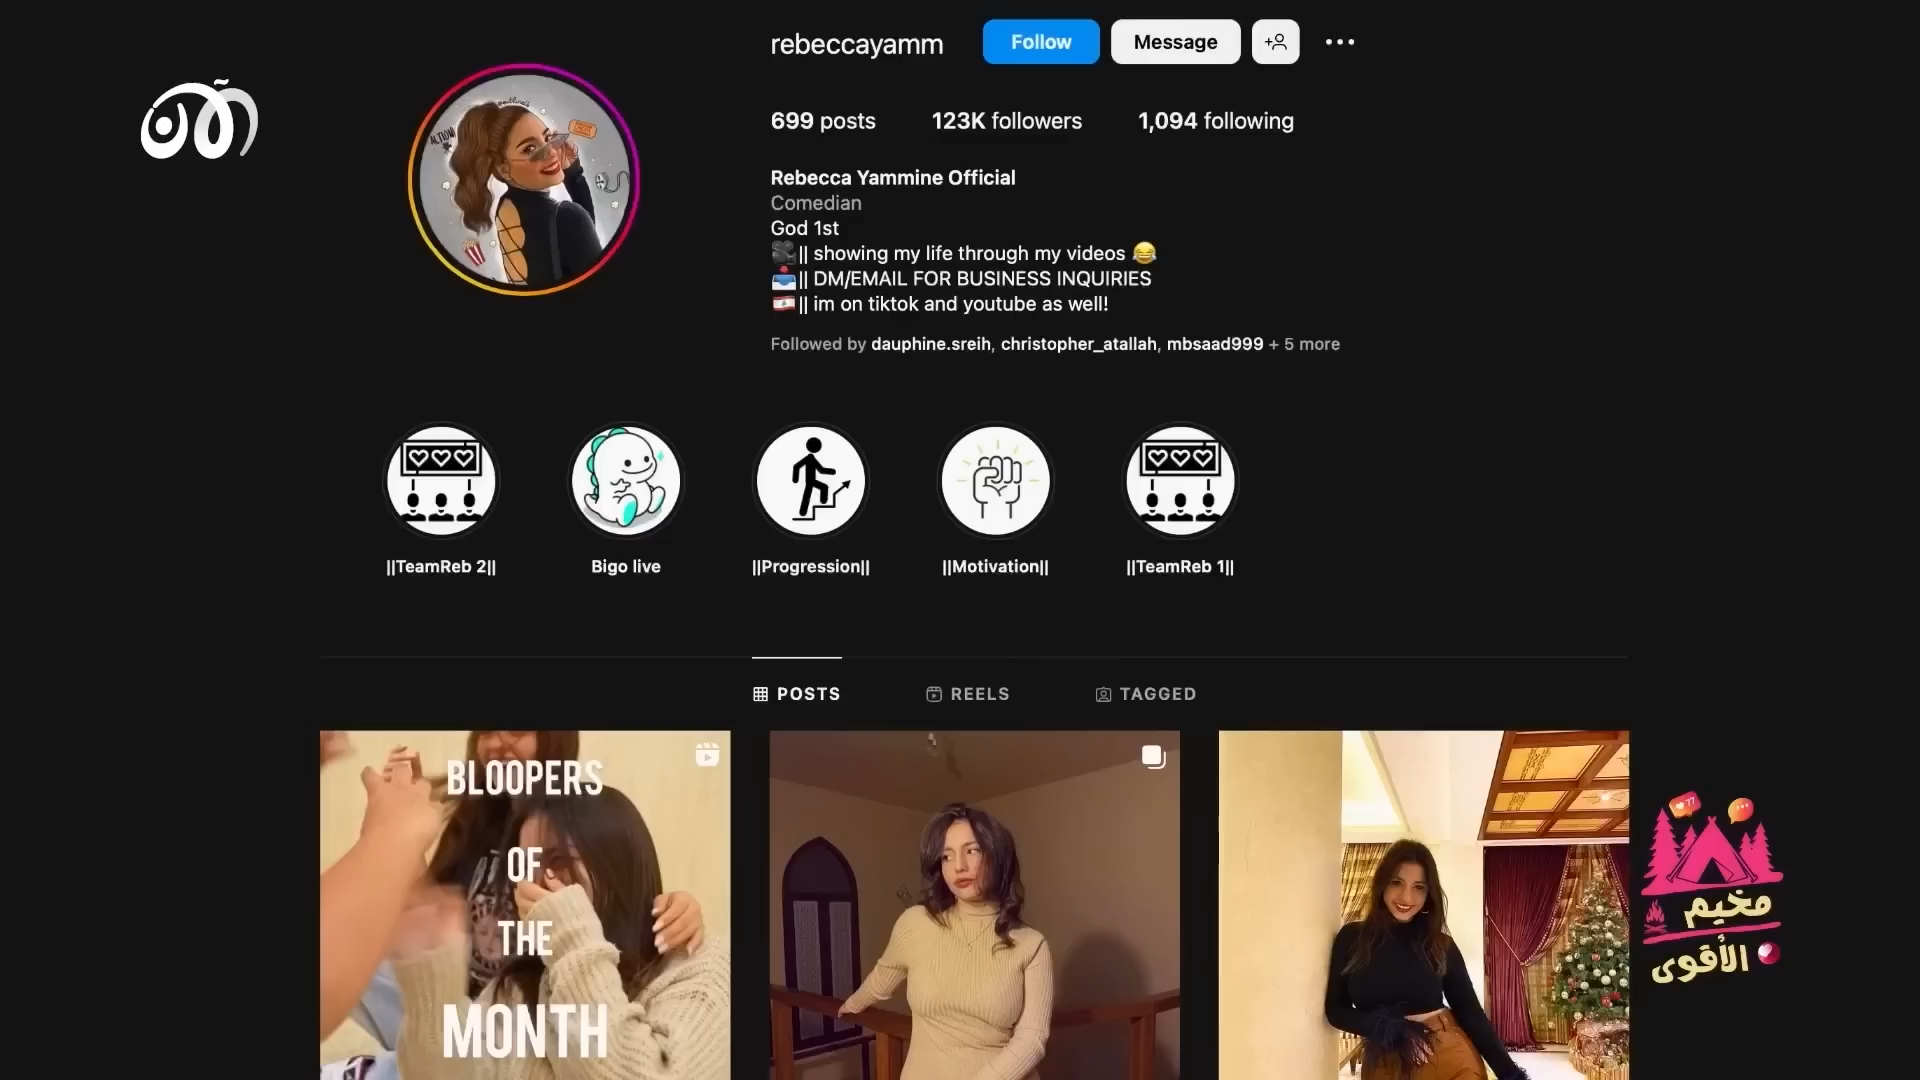 rebeccayamm
Follow
Message
699 posts
123K followers
1,094 following
Rebecca Yammine Official
Comedian
God 1st
🎥|| showing my life through my videos 😂
📥|| DM/EMAIL FOR BUSINESS INQUIRIES
🇱🇧|| im on tiktok and youtube as well!
Followed by dauphine.sreih, christopher_atallah, mbsaad999 + 5 more
||TeamReb 2||
Bigo live
||Progression||
||Motivation||
||TeamReb 1||
POSTS
REELS
TAGGED
BLOOPERS
OF
THE
MONTH
77
مخيم
الأقوى